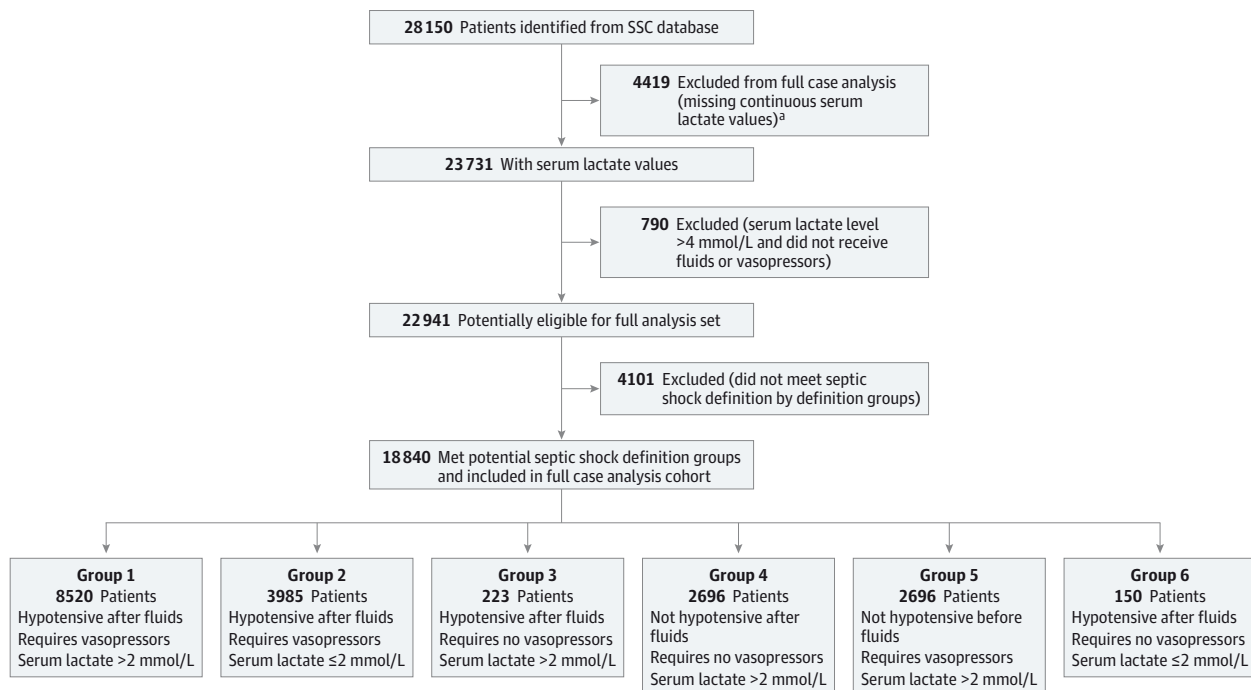 28 150 Patients identified from SSC database
4419 Excluded from full case analysis
(missing continuous serum
lactate values)a
23 731 With serum lactate values
790 Excluded (serum lactate level
>4 mmol/L and did not receive
fluids or vasopressors)
22 941 Potentially eligible for full analysis set
4101 Excluded (did not meet septic
shock definition by definition groups)
18 840 Met potential septic shock definition groups
and included in full case analysis cohort
Group 1
8520 Patients
Hypotensive after fluids
Requires vasopressors
Serum lactate >2 mmol/L
Group 2
3985 Patients
Hypotensive after fluids
Requires vasopressors
Serum lactate ≤2 mmol/L
Group 3
223 Patients
Hypotensive after fluids
Requires no vasopressors
Serum lactate >2 mmol/L
Group 4
2696 Patients
Not hypotensive after
fluids
Requires no vasopressors
Serum lactate >2 mmol/L
Group 5
2696 Patients
Not hypotensive before
fluids
Requires vasopressors
Serum lactate >2 mmol/L
Group 6
150 Patients
Hypotensive after fluids
Requires no vasopressors
Serum lactate ≤2 mmol/L